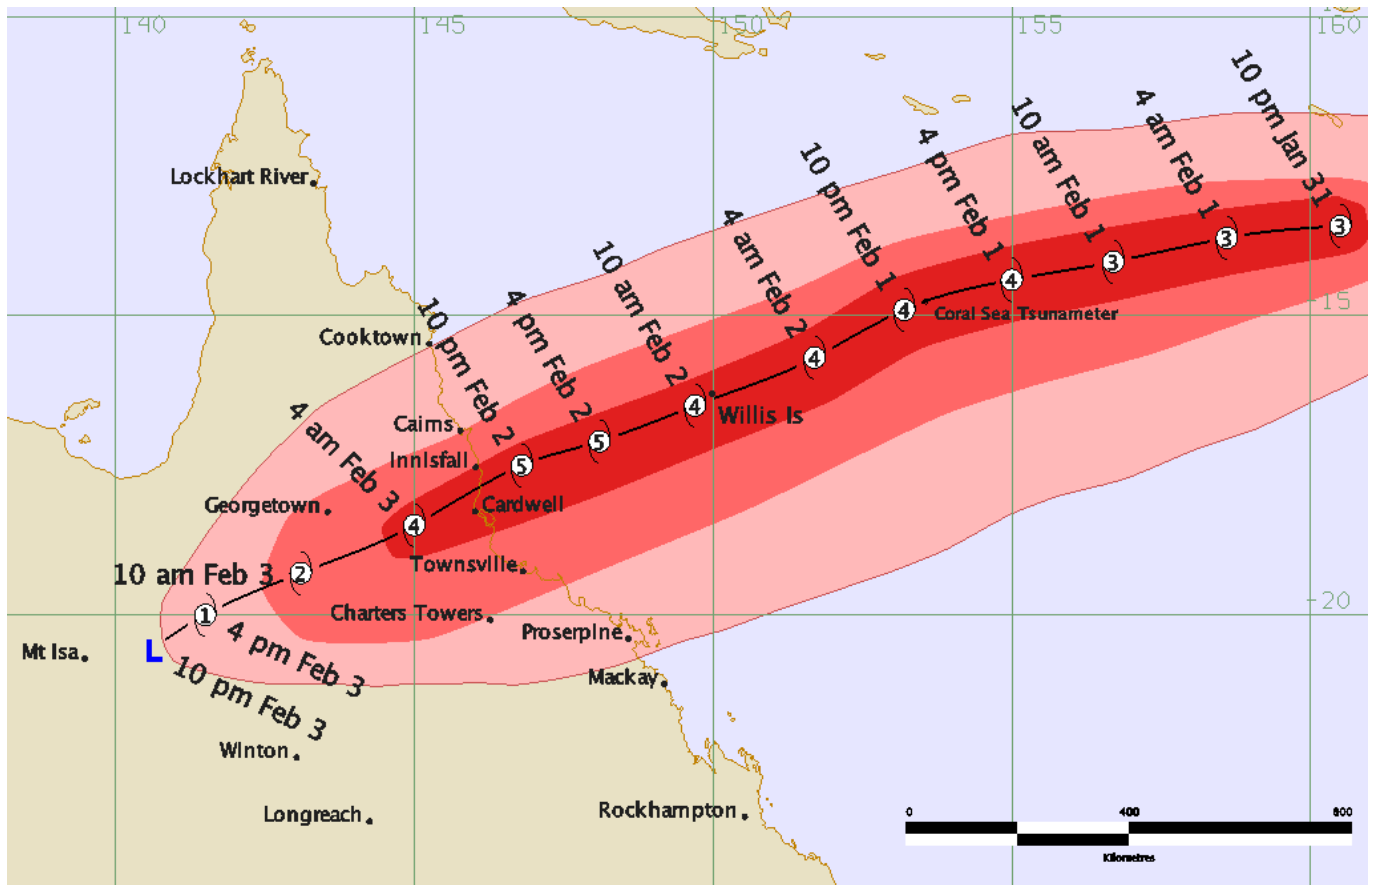 140
145
150
155
160
10 pm Jan 31
4 am Feb 1
10 am Feb 1
4 pm Feb 1
10 pm Feb 1
4 am Feb 2
10 am Feb 2
4 pm Feb 2
10 pm Feb 2
4 am Feb 3
10 am Feb 3
4 pm Feb 3
10 pm Feb 3
Lockhart River
3
3
3
4
4
4
4
5
5
4
2
1
L
15
Coral Sea Tsunameter
Cooktown
Willis Is
Cairns
Innisfail
Georgetown
Cardwell
Townsville
20
Charters Towers
Proserpine
Mt Isa
Mackay
Winton
Longreach
Rockhampton
0 400 800
Kilometres